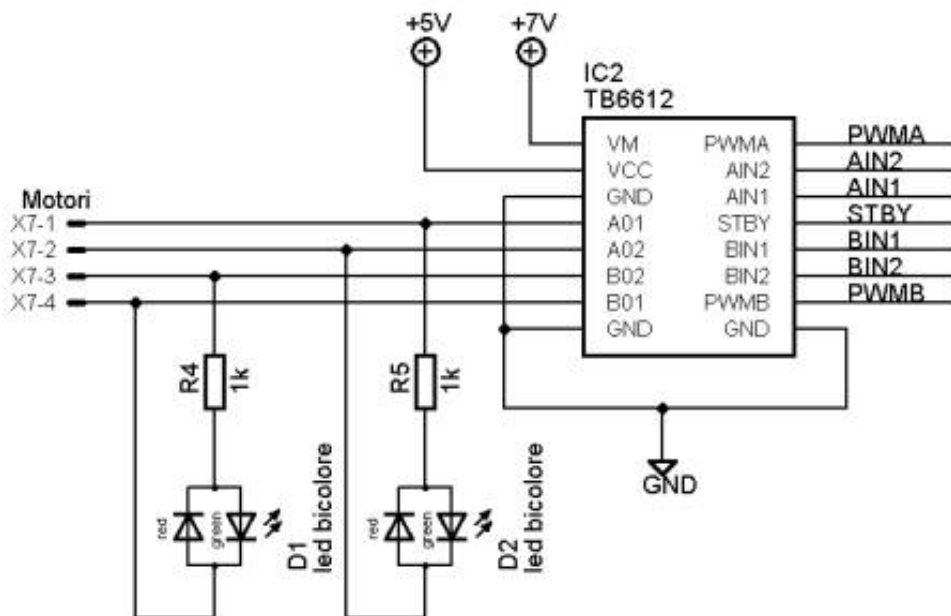 +5V
+7V
IC2
TB6612
VM
VCC
GND
A01
A02
B02
B01
GND
PWMA
AIN2
AIN1
STBY
BIN1
BIN2
PWMB
GND
PWMA
AIN2
AIN1
STBY
BIN1
BIN2
PWMB
Motori
X7-1
X7-2
X7-3
X7-4
R4
1k
R5
1k
GND
red
green
D1
led bicolore
red
green
D2
led bicolore